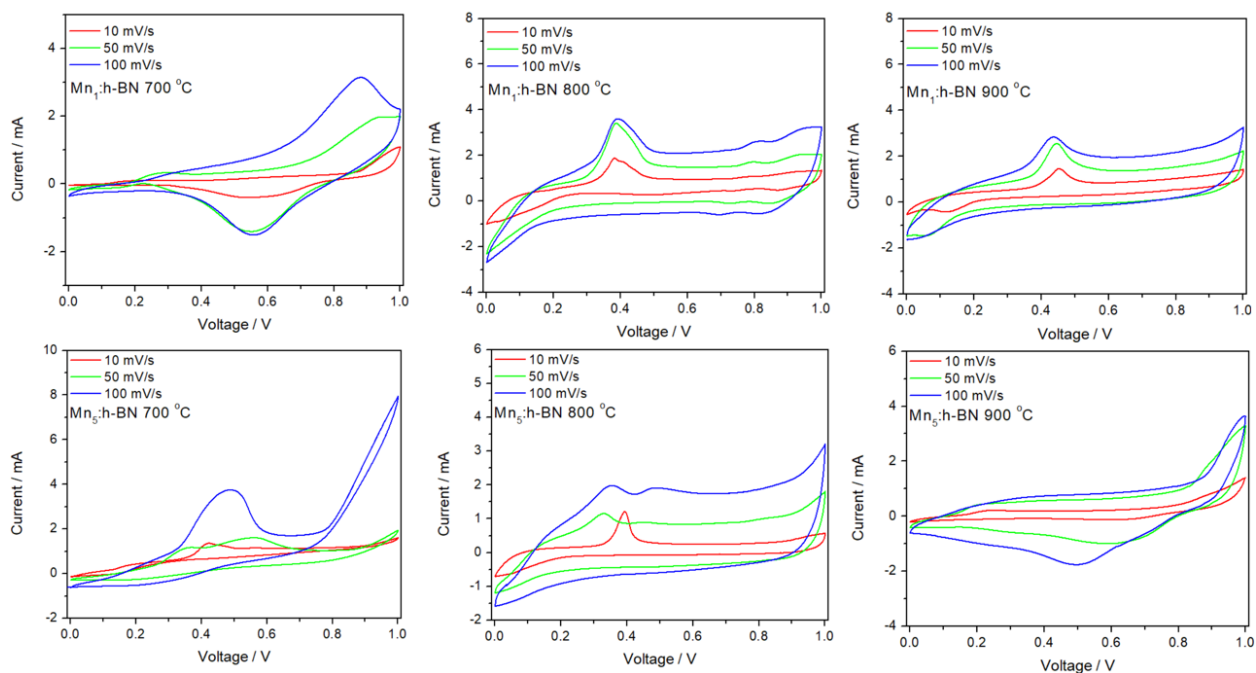 10 mV/s
50 mV/s
100 mV/s
Mn1:h-BN 700 °C
Current / mA
4
2
0
-2
0.0 0.2 0.4 0.6 0.8 1.0
Voltage / V
10 mV/s
50 mV/s
100 mV/s
Mn1:h-BN 800 °C
Current / mA
8
6
4
2
0
-2
-4
0.0 0.2 0.4 0.6 0.8 1.0
Voltage / V
10 mV/s
50 mV/s
100 mV/s
Mn1:h-BN 900 °C
Current / mA
8
6
4
2
0
-2
-4
0.0 0.2 0.4 0.6 0.8 1.0
Voltage / V
10 mV/s
50 mV/s
100 mV/s
Mn5:h-BN 700 °C
Current / mA
10
8
6
4
2
0
-2
0.0 0.2 0.4 0.6 0.8 1.0
Voltage / V
10 mV/s
50 mV/s
100 mV/s
Mn5:h-BN 800 °C
Current / mA
6
5
4
3
2
1
0
-1
-2
0.0 0.2 0.4 0.6 0.8 1.0
Voltage / V
10 mV/s
50 mV/s
100 mV/s
Mn5:h-BN 900 °C
Current / mA
6
4
2
0
-2
-4
0.0 0.2 0.4 0.6 0.8 1.0
Voltage / V